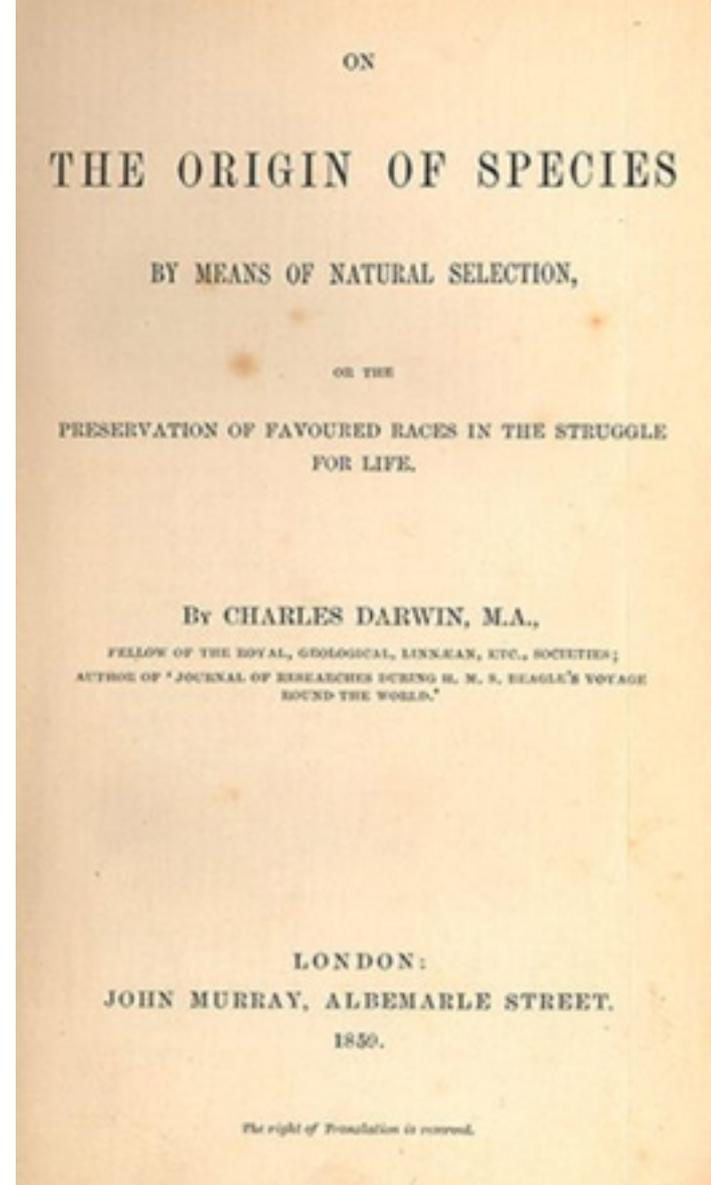 ON
THE ORIGIN OF SPECIES
BY MEANS OF NATURAL SELECTION,
OR THE
PRESERVATION OF FAVOURED RACES IN THE STRUGGLE
FOR LIFE.
BY CHARLES DARWIN, M.A.,
FELLOW OF THE ROYAL, GEOLOGICAL, LINNÆAN, ETC., SOCIETIES;
AUTHOR OF 'JOURNAL OF RESEARCHES DURING H. M. S. BEAGLE'S VOYAGE
ROUND THE WORLD.'
LONDON:
JOHN MURRAY, ALBEMARLE STREET.
1859.
The right of Translation is reserved.